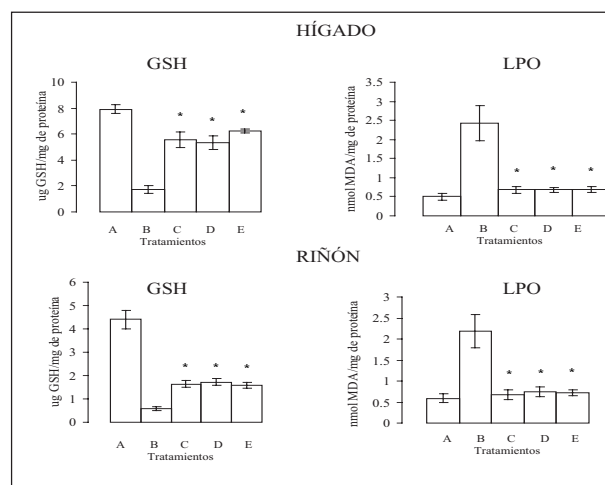 HÍGADO
GSH
ug GSH/mg de proteína
10
8
6
4
2
0
* * *
A B C D E
Tratamientos
LPO
nmol MDA/mg de proteína
3.5
3
2.5
2
1.5
1
0.5
0
* * *
A B C D E
Tratamientos
RIÑÓN
GSH
ug GSH/mg de proteína
6
5
4
3
2
1
0
* * *
A B C D E
Tratamientos
LPO
nmol MDA/mg de proteína
3
2.5
2
1.5
1
0.5
0
* * *
A B C D E
Tratamientos